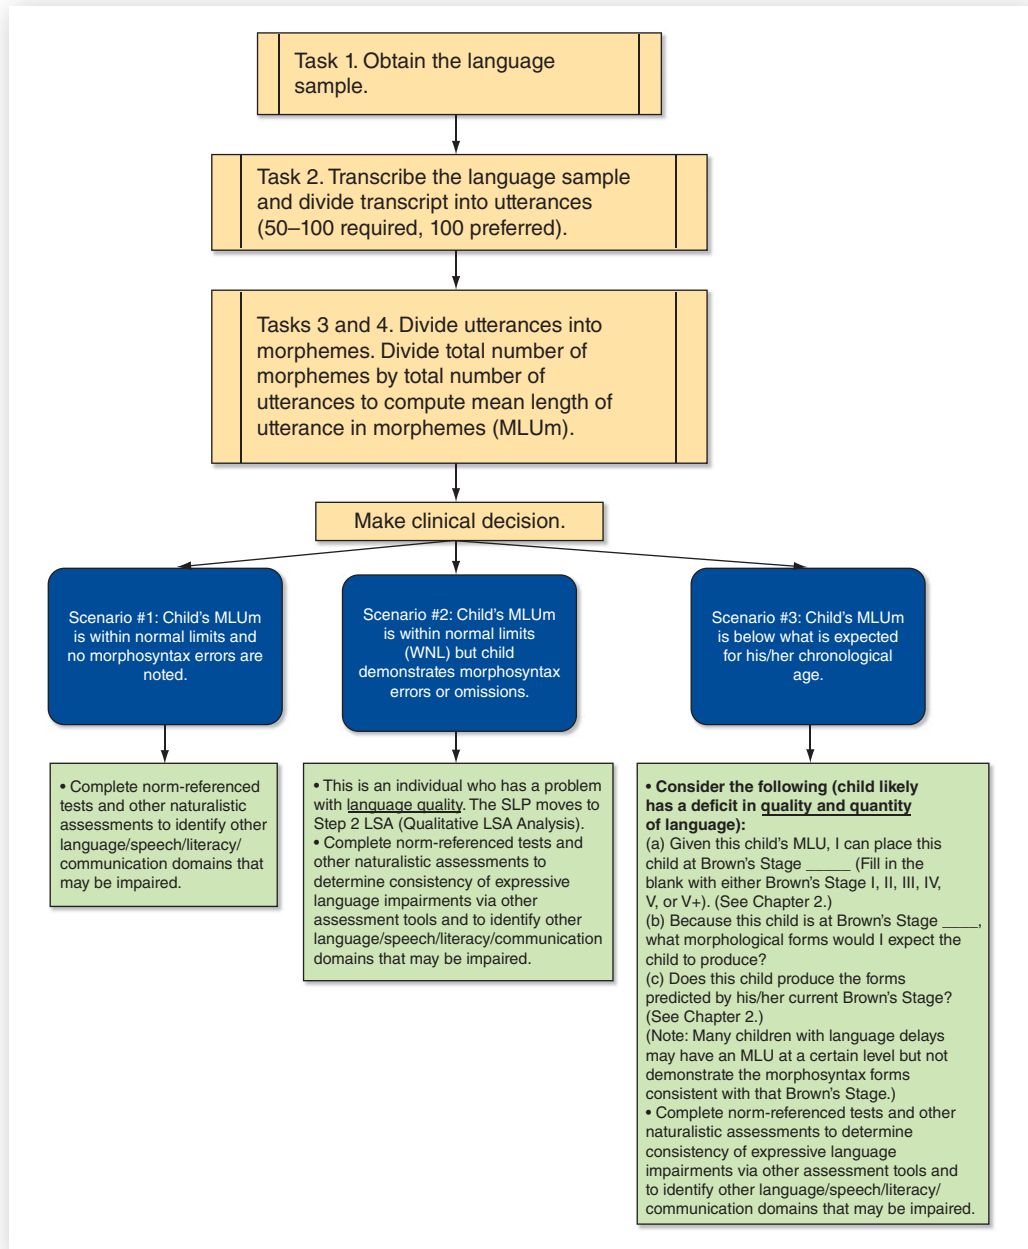 Task 1. Obtain the language
sample.
Task 2. Transcribe the language sample
and divide transcript into utterances
(50–100 required, 100 preferred).
Tasks 3 and 4. Divide utterances into
morphemes. Divide total number of
morphemes by total number of
utterances to compute mean length of
utterance in morphemes (MLUm).
Make clinical decision.
Scenario #1: Child's MLUm
is within normal limits and
no morphosyntax errors are
noted.
• Complete norm-referenced
tests and other naturalistic
assessments to identify other
language/speech/literacy/
communication domains that
may be impaired.
Scenario #2: Child's MLUm
is within normal limits
(WNL) but child
demonstrates morphosyntax
errors or omissions.
• This is an individual who has a problem
with language quality. The SLP moves to
Step 2 LSA (Qualitative LSA Analysis).
• Complete norm-referenced tests and
other naturalistic assessments to
determine consistency of expressive
language impairments via other
assessment tools and to identify other
language/speech/literacy/communication
domains that may be impaired.
Scenario #3: Child's MLUm
is below what is expected
for his/her chronological
age.
• Consider the following (child likely
has a deficit in quality and quantity
of language):
(a) Given this child's MLU, I can place this
child at Brown's Stage _____ (Fill in the
blank with either Brown's Stage I, II, III, IV,
V, or V+). (See Chapter 2.)
(b) Because this child is at Brown's Stage ____,
what morphological forms would I expect the
child to produce?
(c) Does this child produce the forms
predicted by his/her current Brown's Stage?
(See Chapter 2.)
(Note: Many children with language delays
may have an MLU at a certain level but not
demonstrate the morphosyntax forms
consistent with that Brown's Stage.)
• Complete norm-referenced tests and other
naturalistic assessments to determine
consistency of expressive language
impairments via other assessment tools and
to identify other language/speech/literacy/
communication domains that may be impaired.